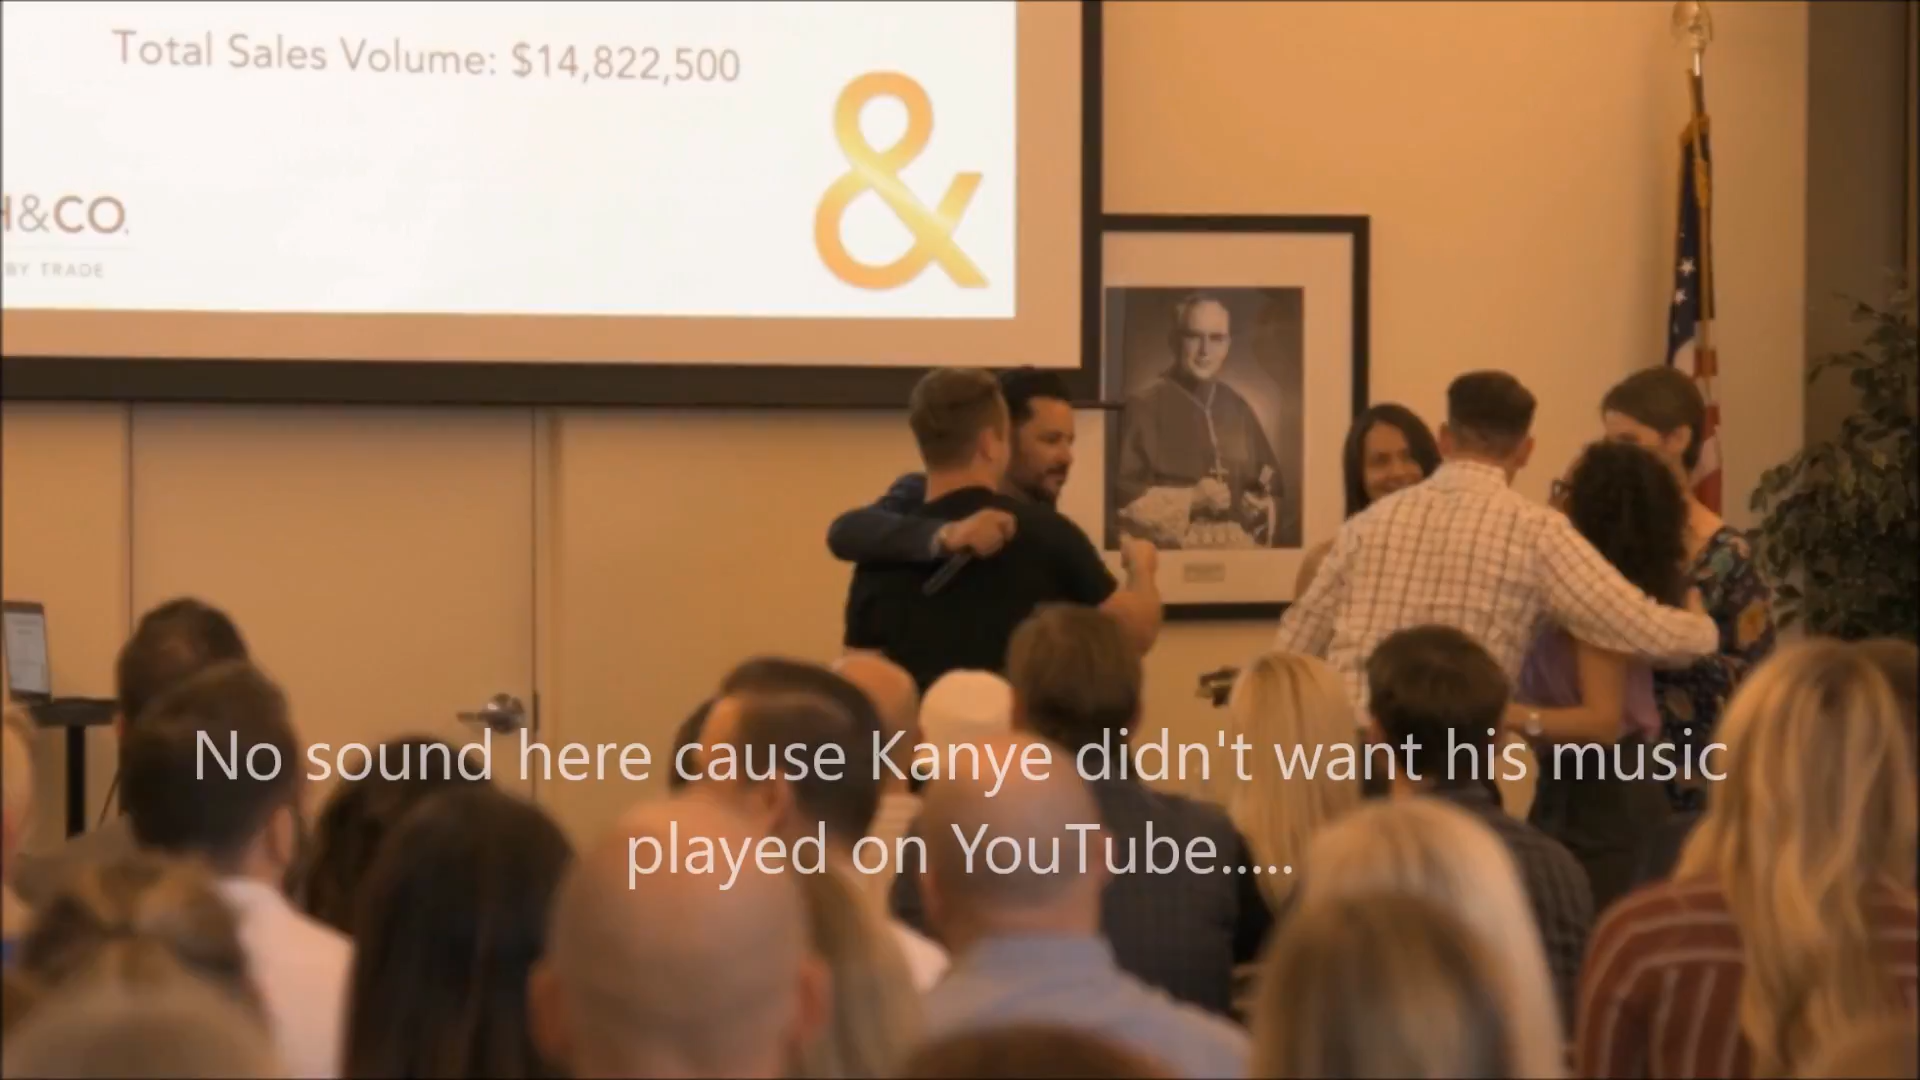 Total Sales Volume: $14,822,500
&
H&CO.
BY TRADE
No sound here cause Kanye didn't want his music
played on YouTube.....